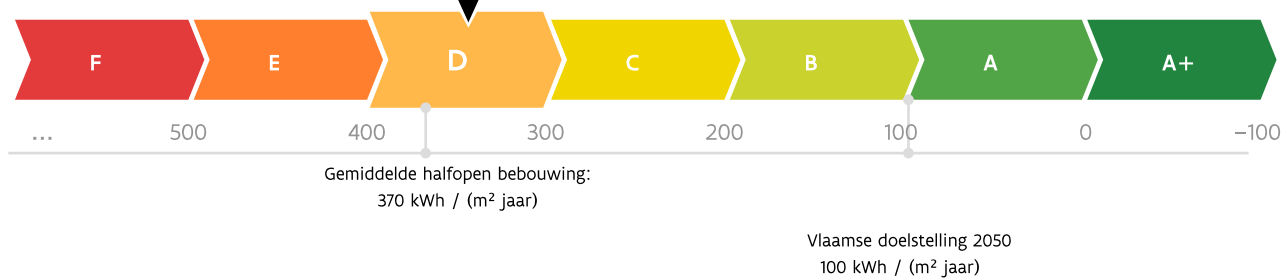 F E D C B A A+
... 500 400 300 200 100 0 −100
Gemiddelde halfopen bebouwing:
370 kWh / (m² jaar)
Vlaamse doelstelling 2050
100 kWh / (m² jaar)